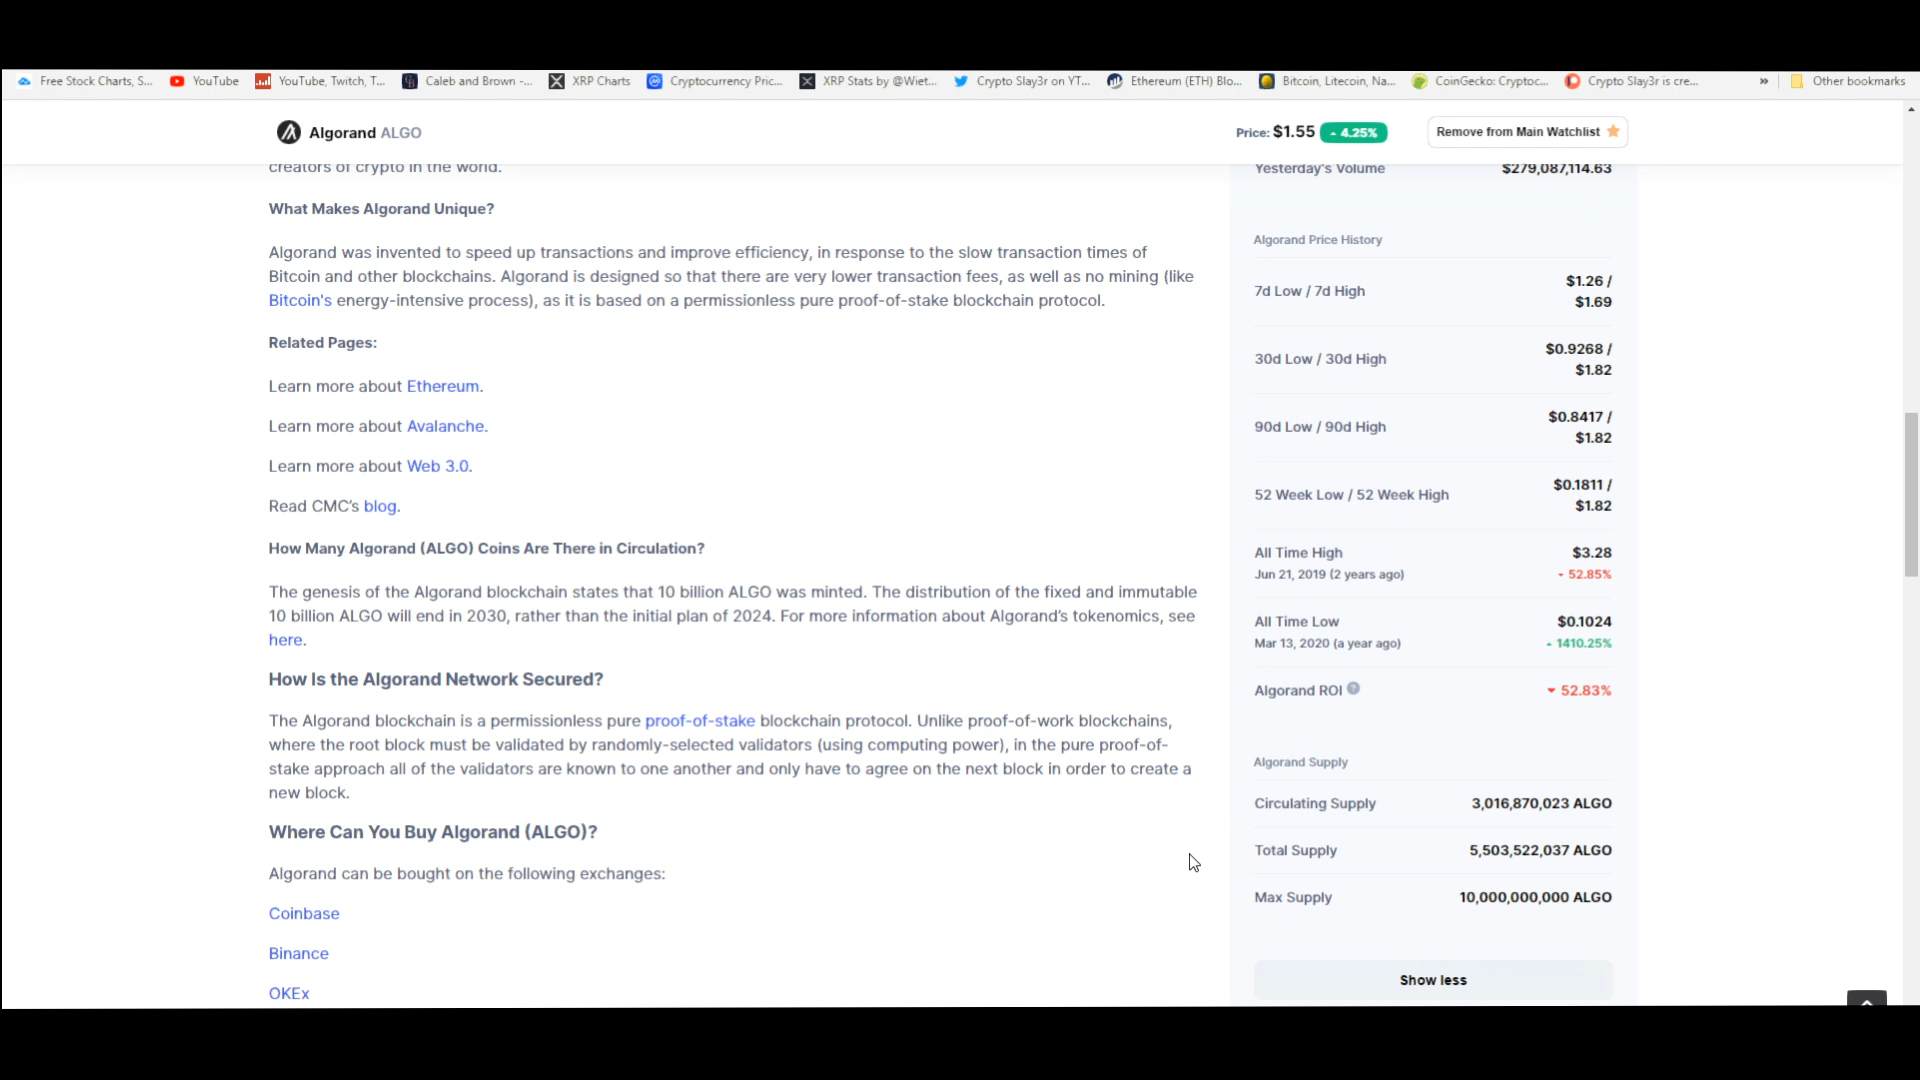 Free Stock Charts, S...
YouTube
YouTube, Twitch, T...
Caleb and Brown -...
XRP Charts
Cryptocurrency Pric...
XRP Stats by @Wiet...
Crypto Slay3r on YT...
Ethereum (ETH) Blo...
Bitcoin, Litecoin, Na...
CoinGecko: Cryptoc...
Crypto Slay3r is cre...
»
Other bookmarks
Algorand ALGO
Price: $1.55
4.25%
Remove from Main Watchlist
creators of crypto in the world.
What Makes Algorand Unique?
Algorand was invented to speed up transactions and improve efficiency, in response to the slow transaction times of
Bitcoin and other blockchains. Algorand is designed so that there are very lower transaction fees, as well as no mining (like
Bitcoin's energy-intensive process), as it is based on a permissionless pure proof-of-stake blockchain protocol.
Related Pages:
Learn more about Ethereum.
Learn more about Avalanche.
Learn more about Web 3.0.
Read CMC's blog.
How Many Algorand (ALGO) Coins Are There in Circulation?
The genesis of the Algorand blockchain states that 10 billion ALGO was minted. The distribution of the fixed and immutable
10 billion ALGO will end in 2030, rather than the initial plan of 2024. For more information about Algorand's tokenomics, see
here.
How Is the Algorand Network Secured?
The Algorand blockchain is a permissionless pure proof-of-stake blockchain protocol. Unlike proof-of-work blockchains,
where the root block must be validated by randomly-selected validators (using computing power), in the pure proof-of-
stake approach all of the validators are known to one another and only have to agree on the next block in order to create a
new block.
Where Can You Buy Algorand (ALGO)?
Algorand can be bought on the following exchanges:
Coinbase
Binance
OKEx
Yesterday's Volume
$279,087,114.63
Algorand Price History
7d Low / 7d High
$1.26 /
$1.69
30d Low / 30d High
$0.9268 /
$1.82
90d Low / 90d High
$0.8417 /
$1.82
52 Week Low / 52 Week High
$0.1811 /
$1.82
All Time High
$3.28
Jun 21, 2019 (2 years ago)
52.85%
All Time Low
$0.1024
Mar 13, 2020 (a year ago)
1410.25%
Algorand ROI
52.83%
Algorand Supply
Circulating Supply
3,016,870,023 ALGO
Total Supply
5,503,522,037 ALGO
Max Supply
10,000,000,000 ALGO
Show less